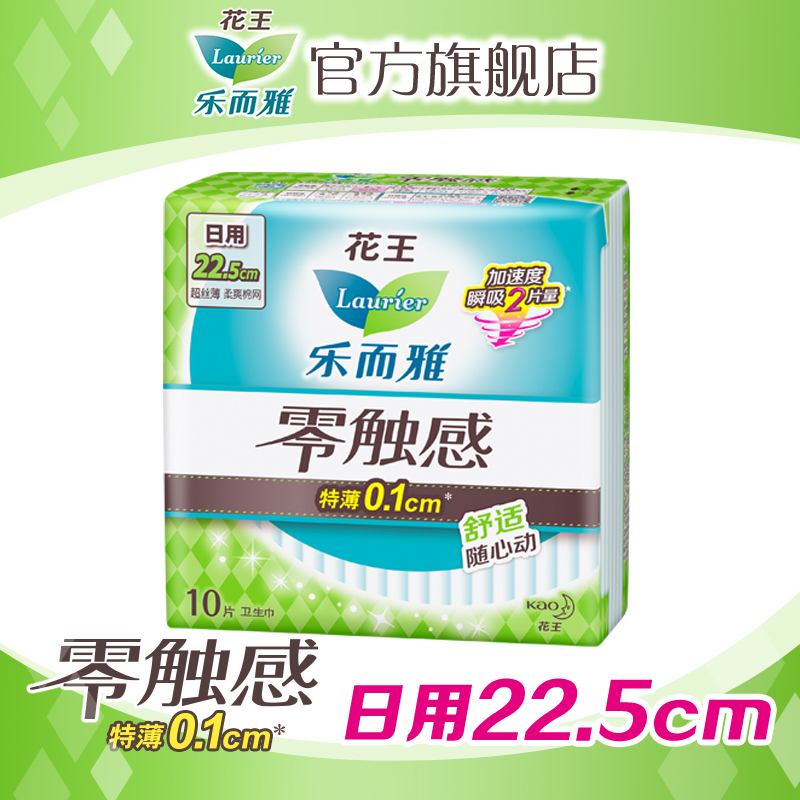 花王
Laurier
乐而雅
官方旗舰店
日用
22.5cm
超丝薄 柔爽棉网
花王
Laurier
乐而雅
加速度
瞬吸2片量*
零触感
特薄0.1cm*
舒适
随心动
10片 卫生巾
Kao
花王
零触感
特薄0.1cm*
日用22.5cm